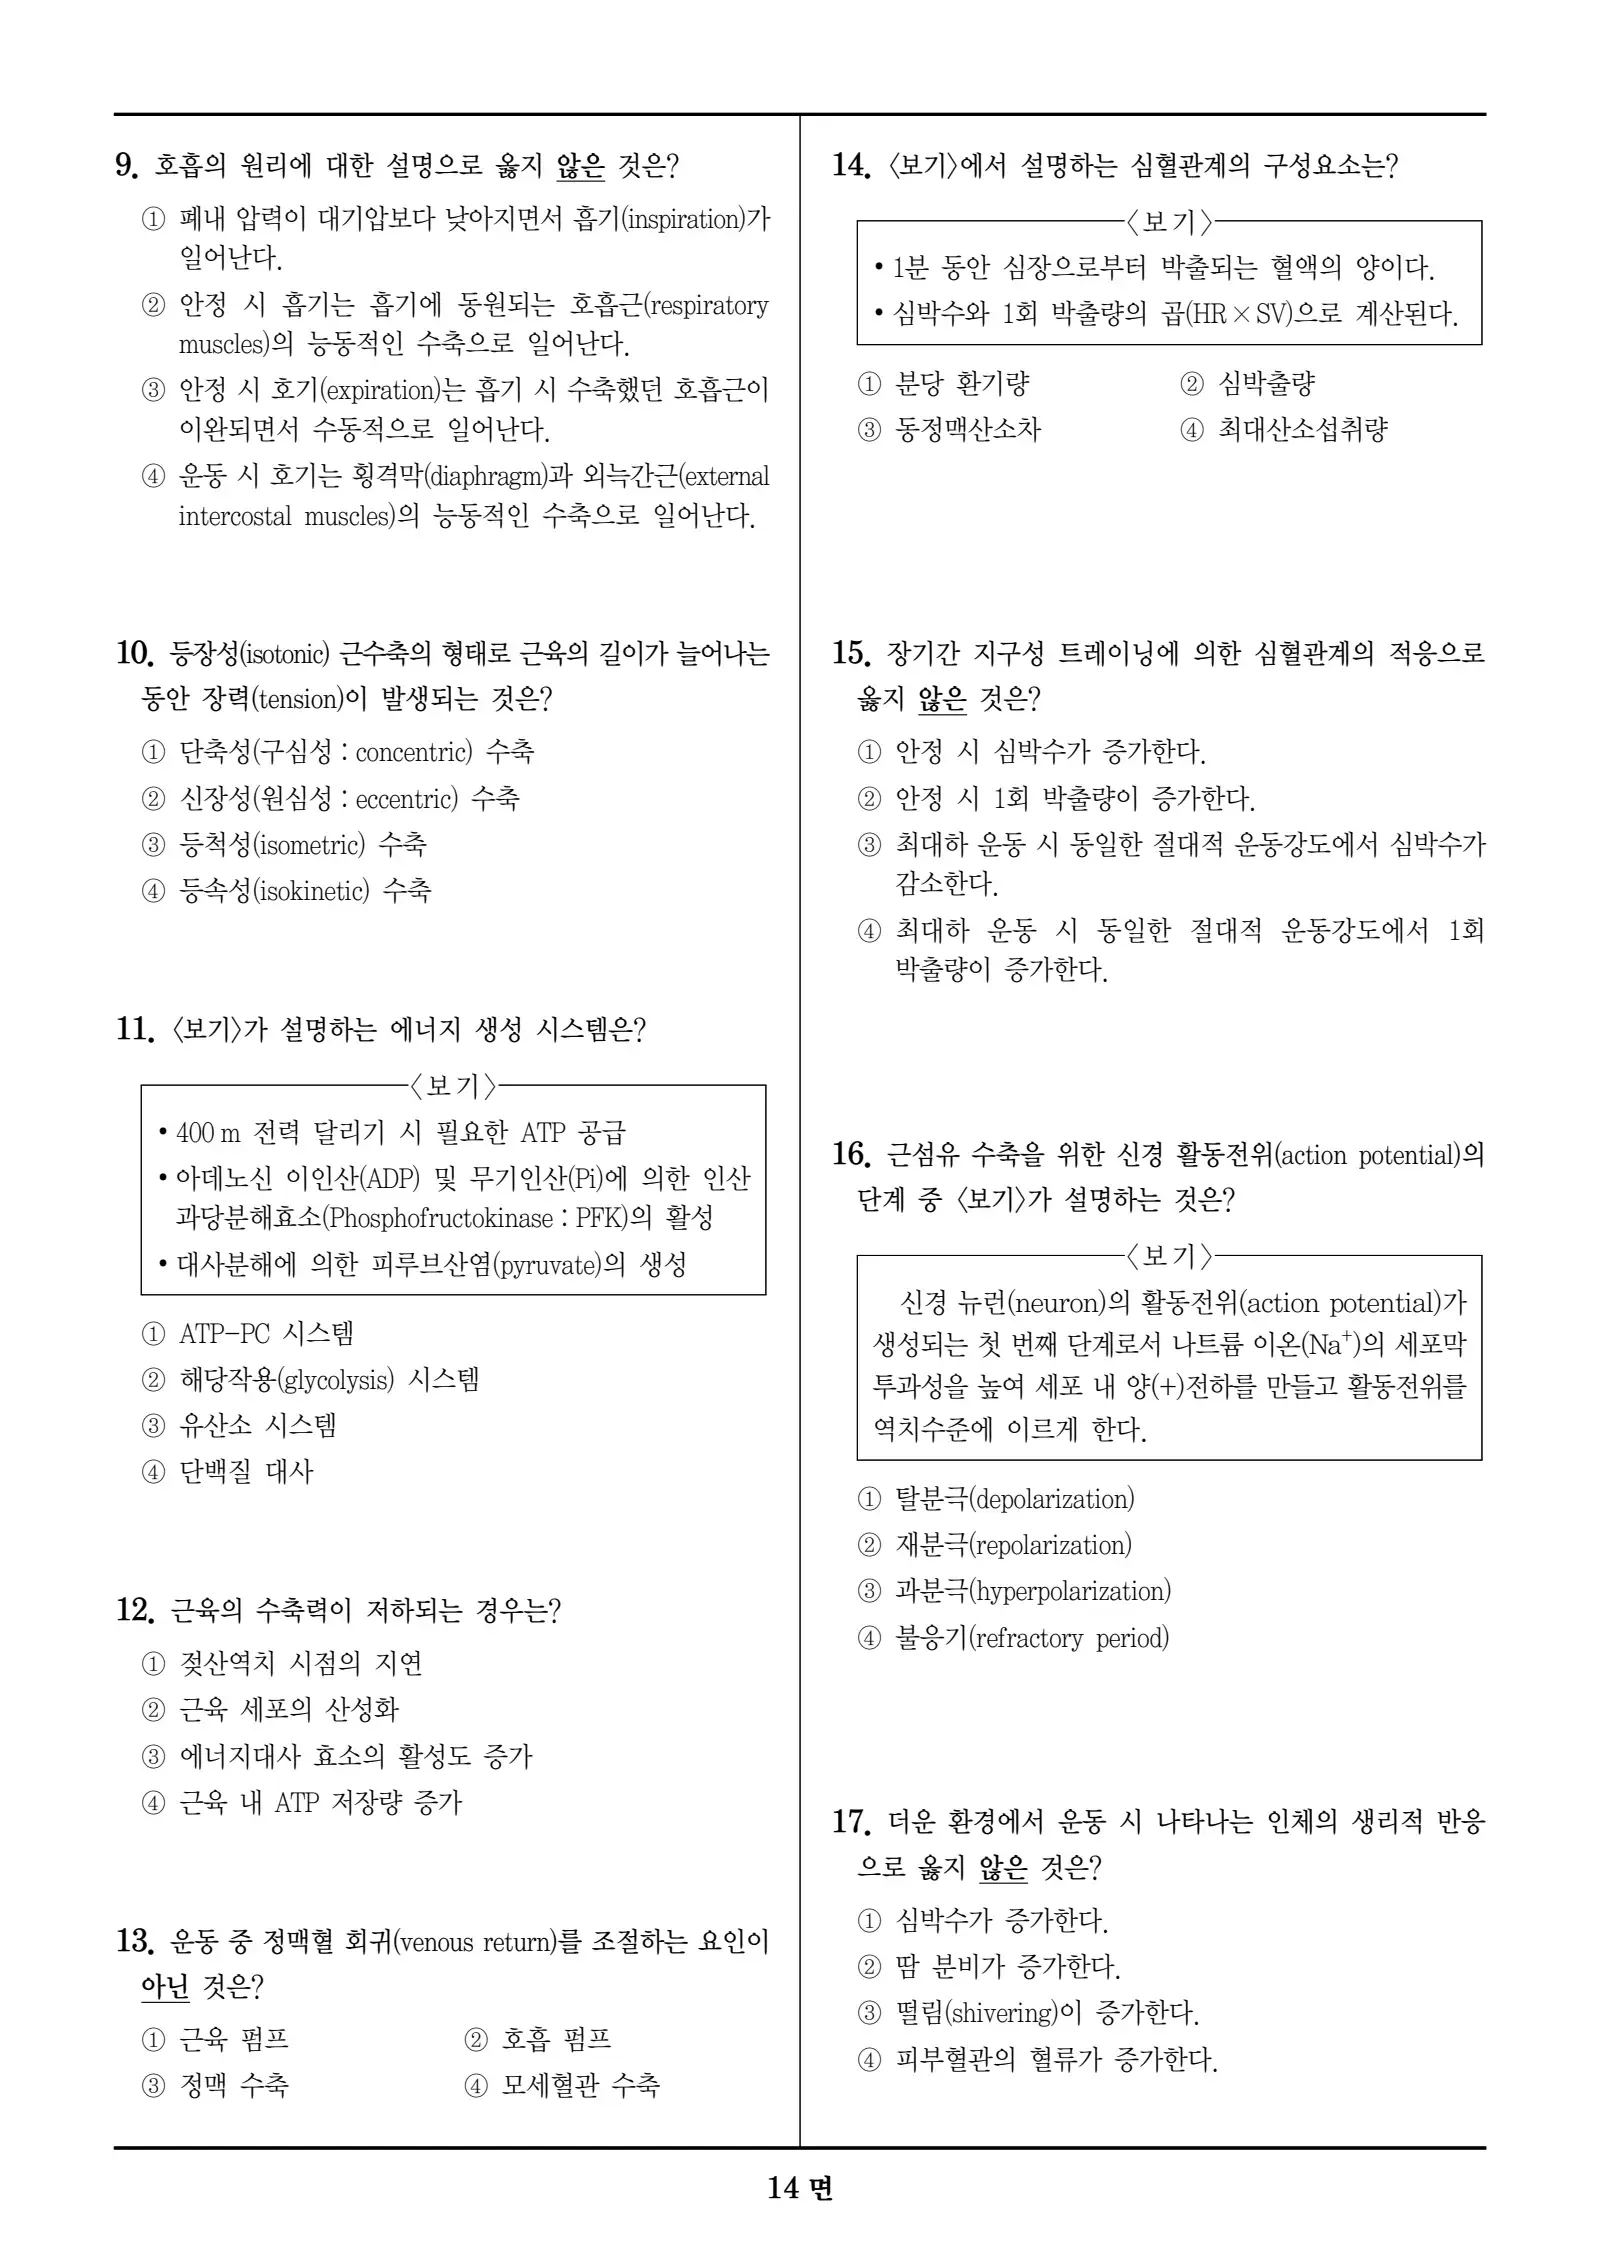 9. 호흡의 원리에 대한 설명으로 옳지 않은 것은?
① 폐내 압력이 대기압보다 낮아지면서 흡기(inspiration)가
일어난다.
② 안정 시 흡기는 흡기에 동원되는 호흡근(respiratory
muscles)의 능동적인 수축으로 일어난다.
③ 안정 시 호기(expiration)는 흡기 시 수축했던 호흡근이
이완되면서 수동적으로 일어난다.
④ 운동 시 호기는 횡격막(diaphragm)과 외늑간근(external
intercostal muscles)의 능동적인 수축으로 일어난다.
10. 등장성(isotonic) 근수축의 형태로 근육의 길이가 늘어나는
동안 장력(tension)이 발생되는 것은?
① 단축성(구심성 : concentric) 수축
② 신장성(원심성 : eccentric) 수축
③ 등척성(isometric) 수축
④ 등속성(isokinetic) 수축
11. 〈보기〉가 설명하는 에너지 생성 시스템은?
〈보기〉
• 400 m 전력 달리기 시 필요한 ATP 공급
• 아데노신 이인산(ADP) 및 무기인산(Pi)에 의한 인산
과당분해효소(Phosphofructokinase : PFK)의 활성
• 대사분해에 의한 피루브산염(pyruvate)의 생성
① ATP-PC 시스템
② 해당작용(glycolysis) 시스템
③ 유산소 시스템
④ 단백질 대사
12. 근육의 수축력이 저하되는 경우는?
① 젖산역치 시점의 지연
② 근육 세포의 산성화
③ 에너지대사 효소의 활성도 증가
④ 근육 내 ATP 저장량 증가
13. 운동 중 정맥혈 회귀(venous return)를 조절하는 요인이
아닌 것은?
① 근육 펌프 ② 호흡 펌프
③ 정맥 수축 ④ 모세혈관 수축
14. 〈보기〉에서 설명하는 심혈관계의 구성요소는?
〈보기〉
• 1분 동안 심장으로부터 박출되는 혈액의 양이다.
• 심박수와 1회 박출량의 곱(HR×SV)으로 계산된다.
① 분당 환기량 ② 심박출량
③ 동정맥산소차 ④ 최대산소섭취량
15. 장기간 지구성 트레이닝에 의한 심혈관계의 적응으로
옳지 않은 것은?
① 안정 시 심박수가 증가한다.
② 안정 시 1회 박출량이 증가한다.
③ 최대하 운동 시 동일한 절대적 운동강도에서 심박수가
감소한다.
④ 최대하 운동 시 동일한 절대적 운동강도에서 1회
박출량이 증가한다.
16. 근섬유 수축을 위한 신경 활동전위(action potential)의
단계 중 〈보기〉가 설명하는 것은?
〈보기〉
신경 뉴런(neuron)의 활동전위(action potential)가
생성되는 첫 번째 단계로서 나트륨 이온(Na⁺)의 세포막
투과성을 높여 세포 내 양(+)전하를 만들고 활동전위를
역치수준에 이르게 한다.
① 탈분극(depolarization)
② 재분극(repolarization)
③ 과분극(hyperpolarization)
④ 불응기(refractory period)
17. 더운 환경에서 운동 시 나타나는 인체의 생리적 반응
으로 옳지 않은 것은?
① 심박수가 증가한다.
② 땀 분비가 증가한다.
③ 떨림(shivering)이 증가한다.
④ 피부혈관의 혈류가 증가한다.
14 면